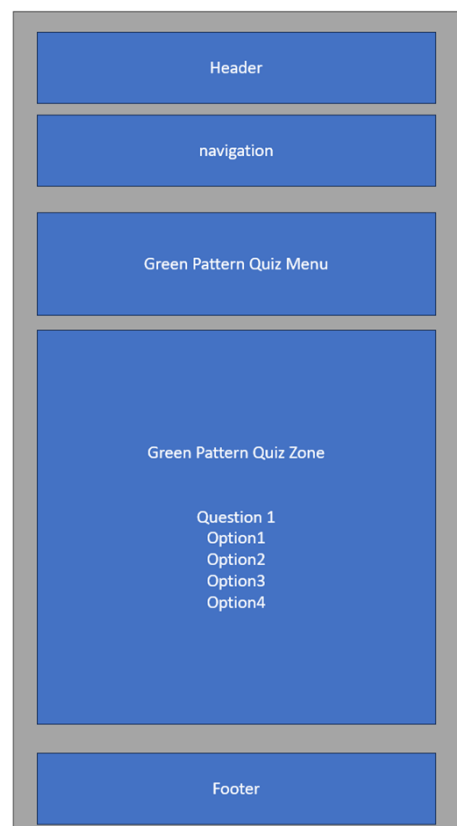 Header
navigation
Green Pattern Quiz Menu
Green Pattern Quiz Zone
Question 1
Option1
Option2
Option3
Option4
Footer